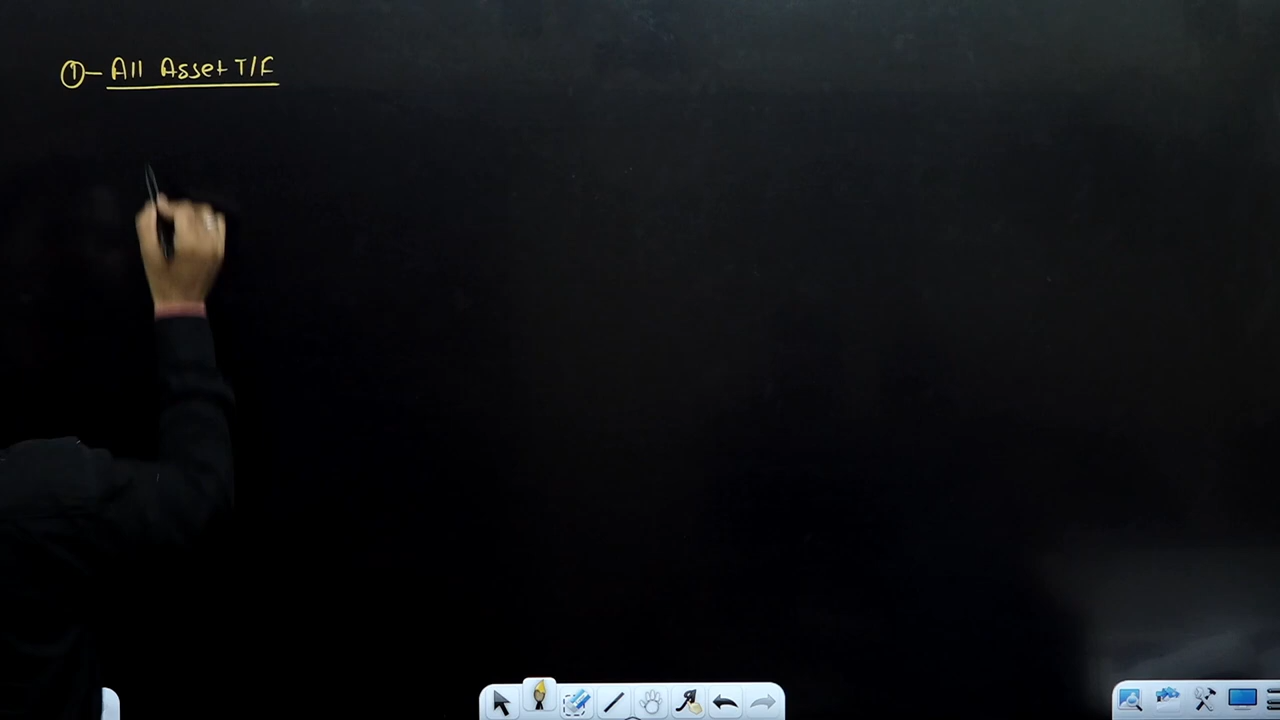 ①- All Asset T/F